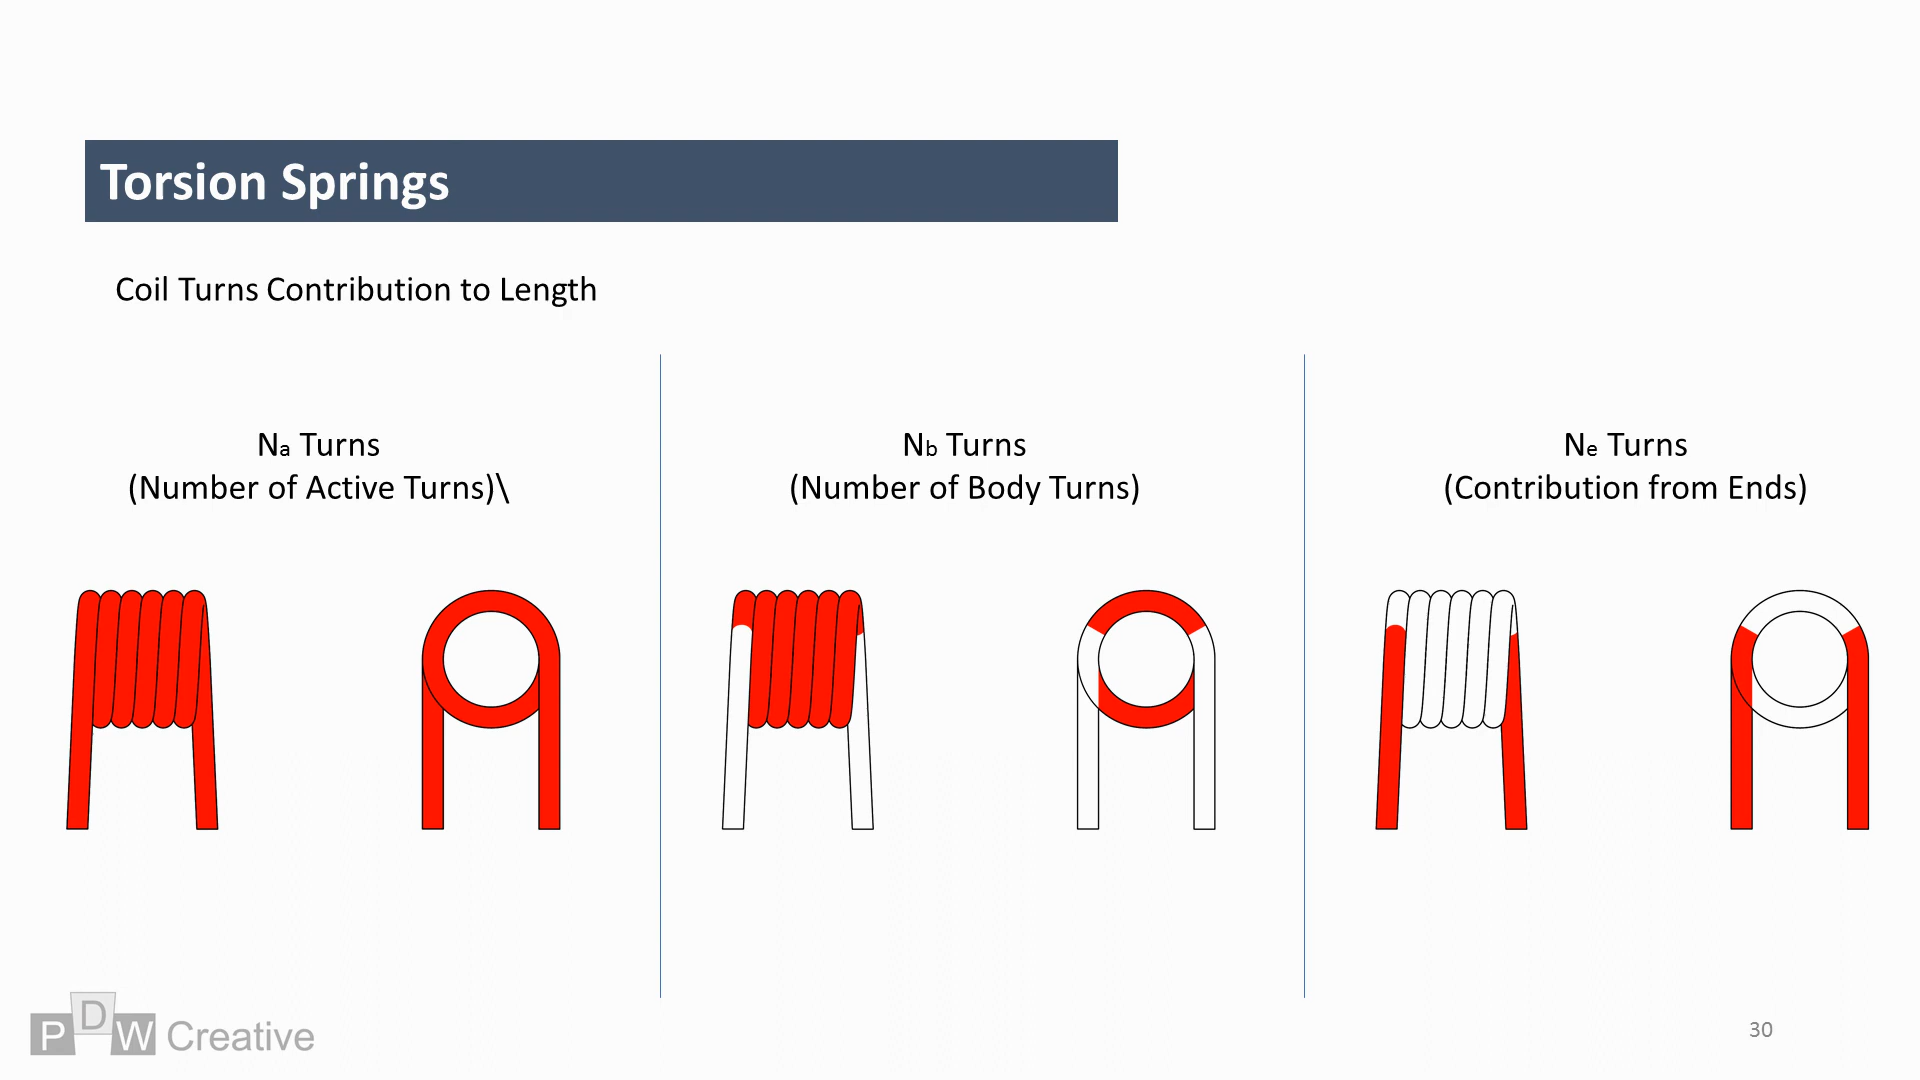 Torsion Springs
Coil Turns Contribution to Length
Na Turns
(Number of Active Turns)\
Nb Turns
(Number of Body Turns)
Ne Turns
(Contribution from Ends)
PDW Creative
30